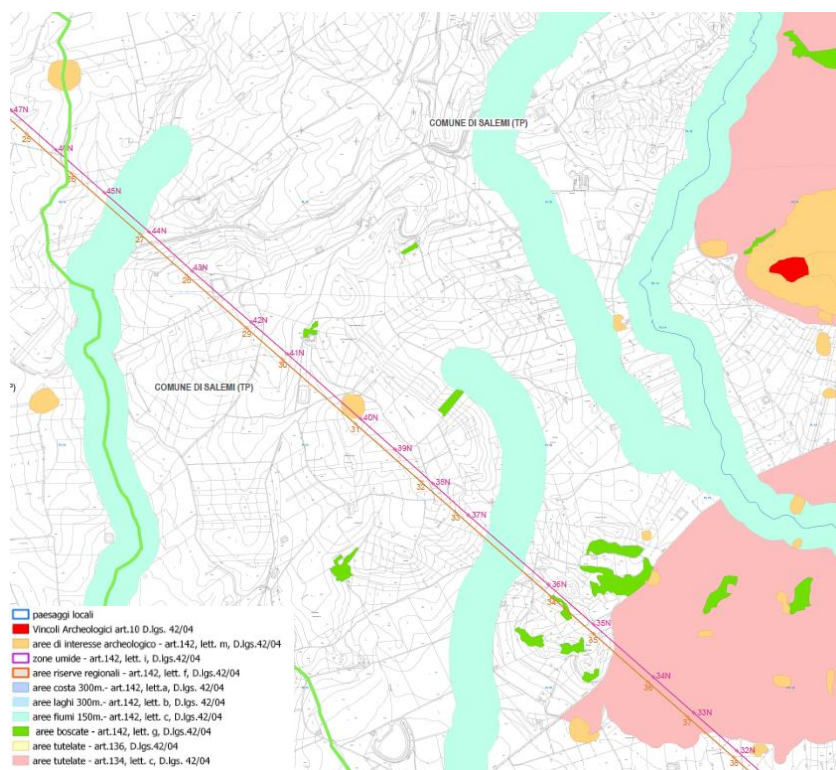 COMUNE DI SALEMI (TP)
47N
25
46N
26
45N
44N
27
43N
28
42N
29
41N
30
COMUNE DI SALEMI (TP)
P)
40N
31
39N
38N
32
37N
33
36N
34
35N
35
34N
36
33N
37
32N
38
paesaggi locali
Vincoli Archeologici art.10 D.lgs. 42/04
aree di interesse archeologico - art.142, lett. m, D.lgs.42/04
zone umide - art.142, lett. i, D.lgs.42/04
aree riserve regionali - art.142, lett. f, D.lgs.42/04
aree costa 300m.- art.142, lett.a, D.lgs. 42/04
aree laghi 300m.- art.142, lett. b, D.lgs. 42/04
aree fiumi 150m.- art.142, lett. c, D.lgs. 42/04
aree boscate - art.142, lett. g, D.lgs. 42/04
aree tutelate - art.136, D.lgs.42/04
aree tutelate - art.134, lett. c, D.lgs. 42/04